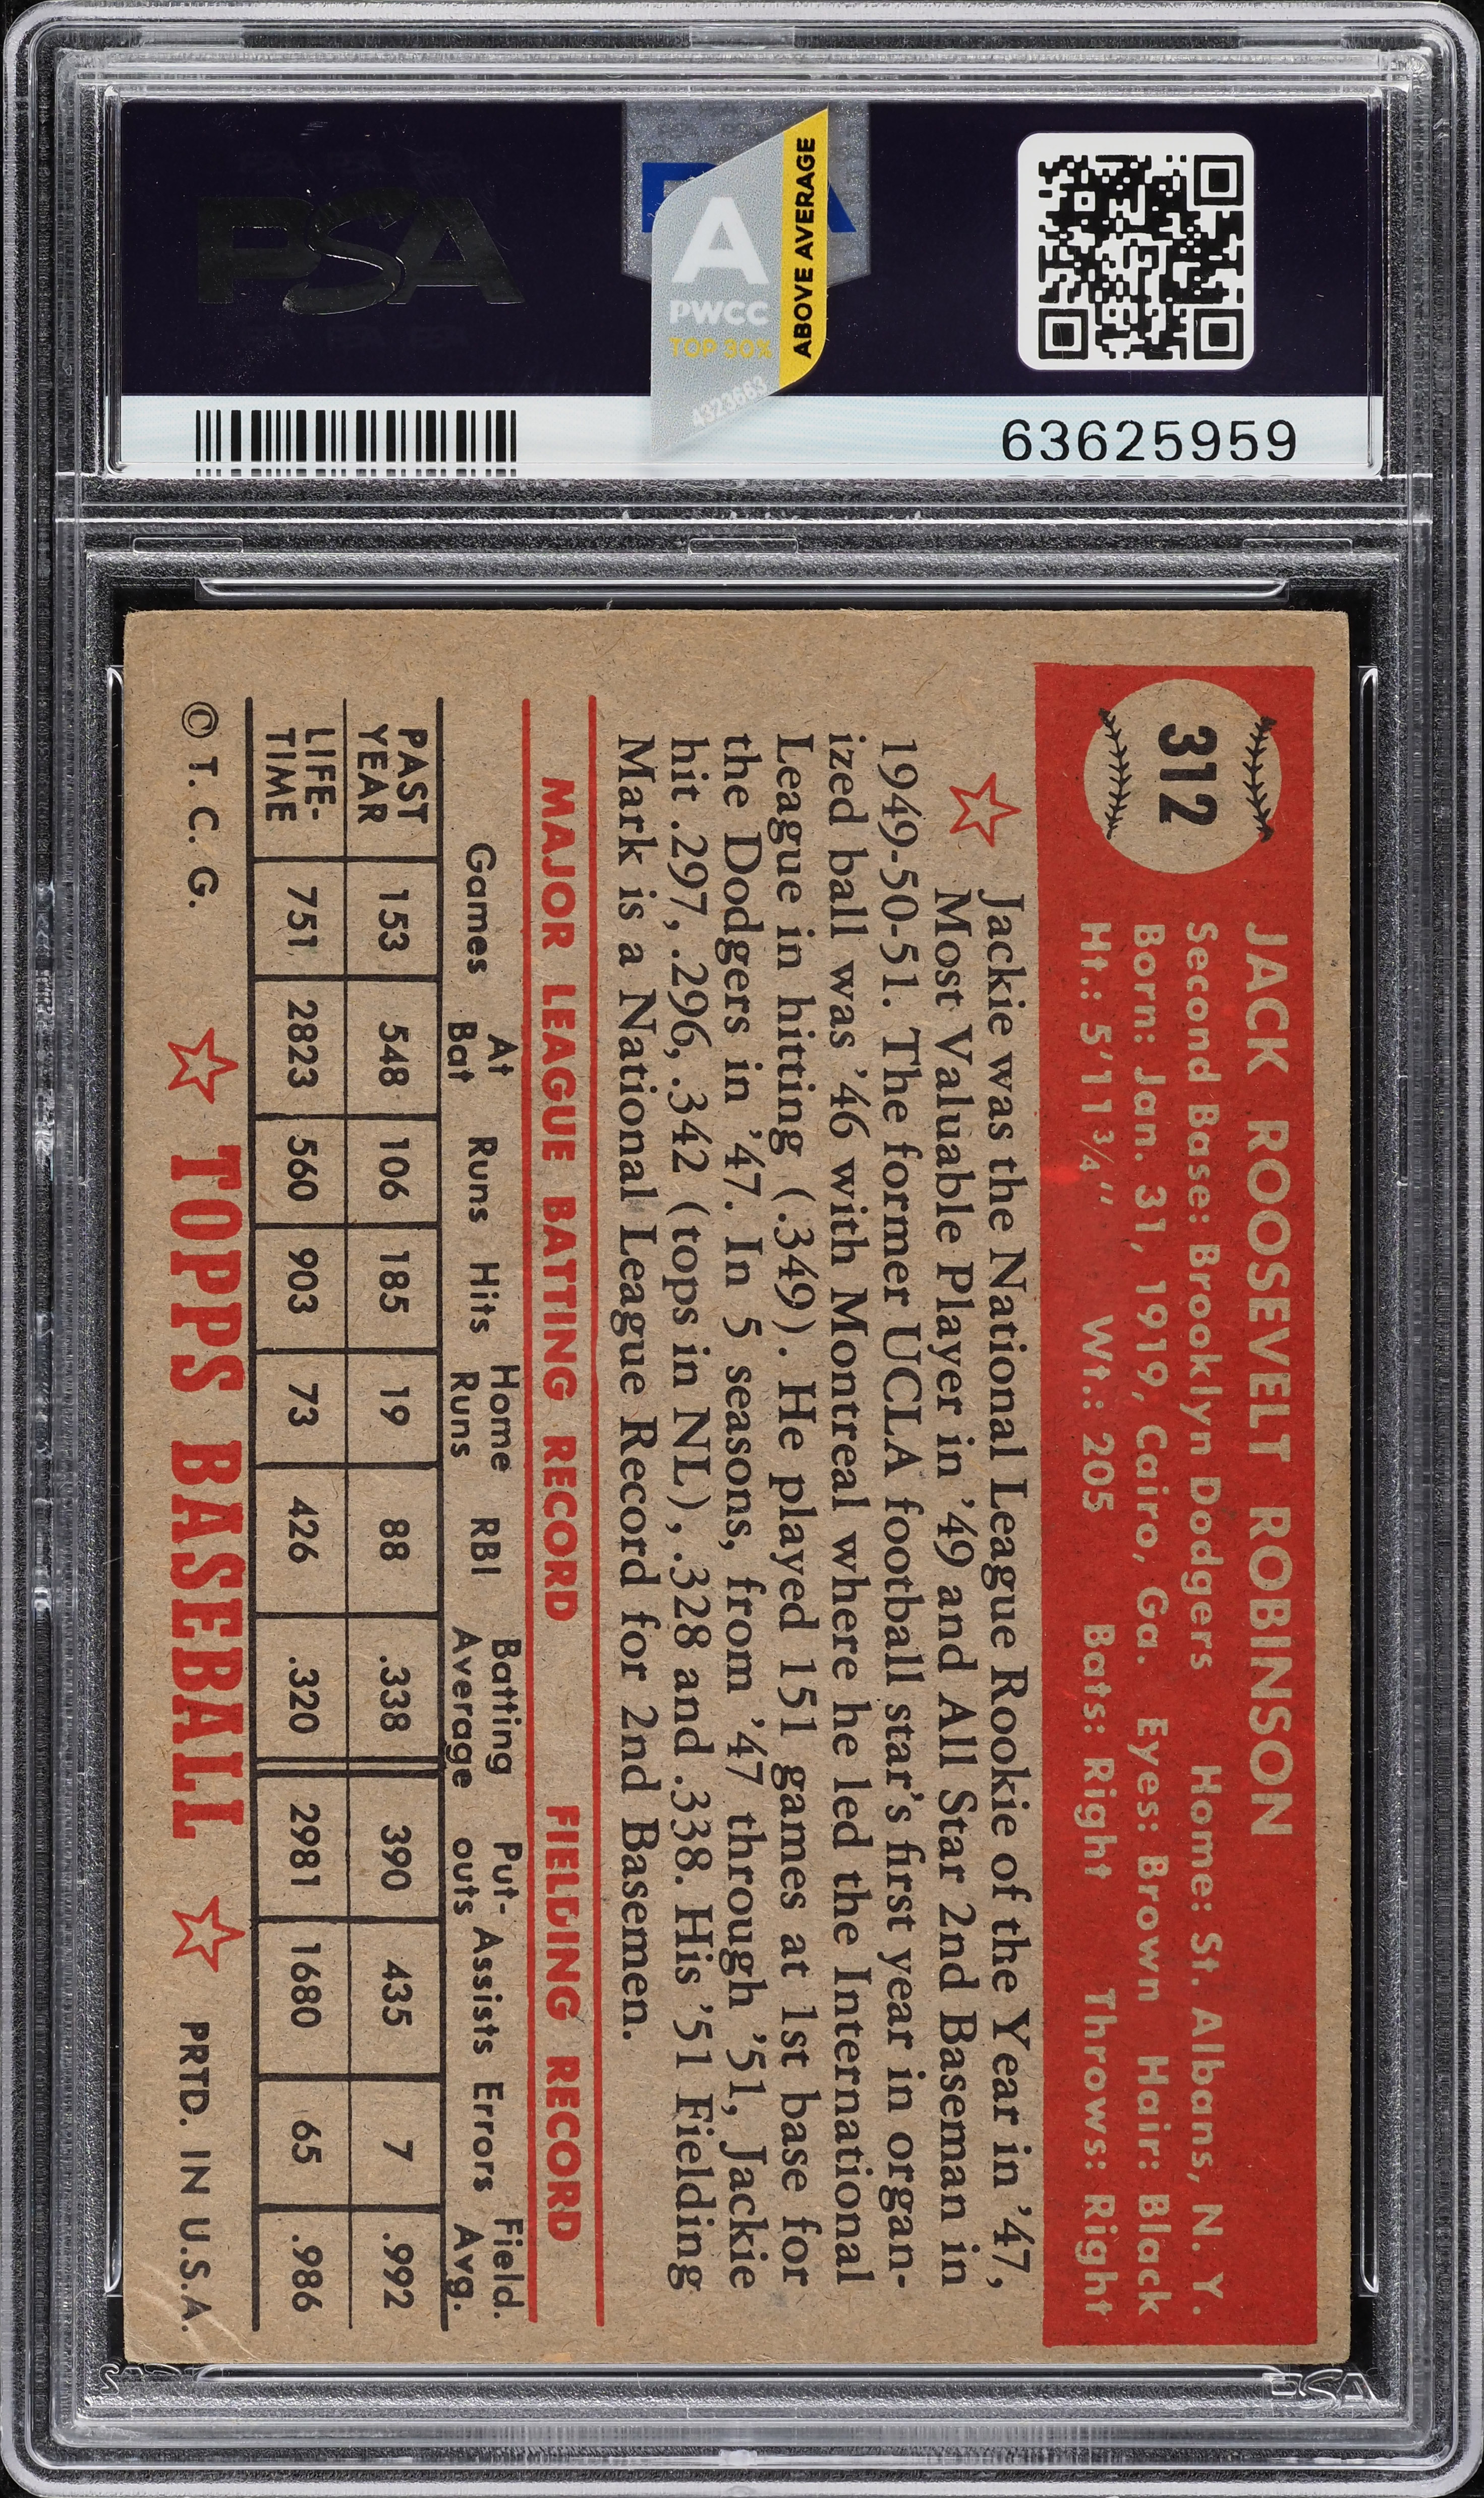 PSA
A
PWCC
TOP 30%
4323663
ABOVE AVERAGE
63625959
312
JACK ROOSEVELT ROBINSON
Second Base: Brooklyn Dodgers Home: St. Albans, N. Y.
Born: Jan. 31, 1919, Cairo, Ga. Eyes: Brown Hair: Black
Ht.: 5'11¾" Wt.: 205 Bats: Right Throws: Right
Jackie was the National League Rookie of the Year in '47,
Most Valuable Player in '49 and All Star 2nd Baseman in
1949-50-51. The former UCLA football star's first year in organ-
ized ball was '46 with Montreal where he led the International
League in hitting (.349). He played 151 games at 1st base for
the Dodgers in '47. In 5 seasons, from '47 through '51, Jackie
hit .297, .296, .342 (tops in NL), .328 and .338. His '51 Fielding
Mark is a National League Record for 2nd Basemen.
MAJOR LEAGUE BATTING RECORD FIELDING RECORD
Games At Bat Runs Hits Home Runs RBI Batting Average Put-outs Assists Errors Field. Avg.
PAST YEAR 153 548 106 185 19 88 .338 390 435 7 .992
LIFE-TIME 751 2823 560 903 73 426 .320 2981 1680 65 .986
© T. C. G. TOPPS BASEBALL PRTD. IN U.S.A.
PSA